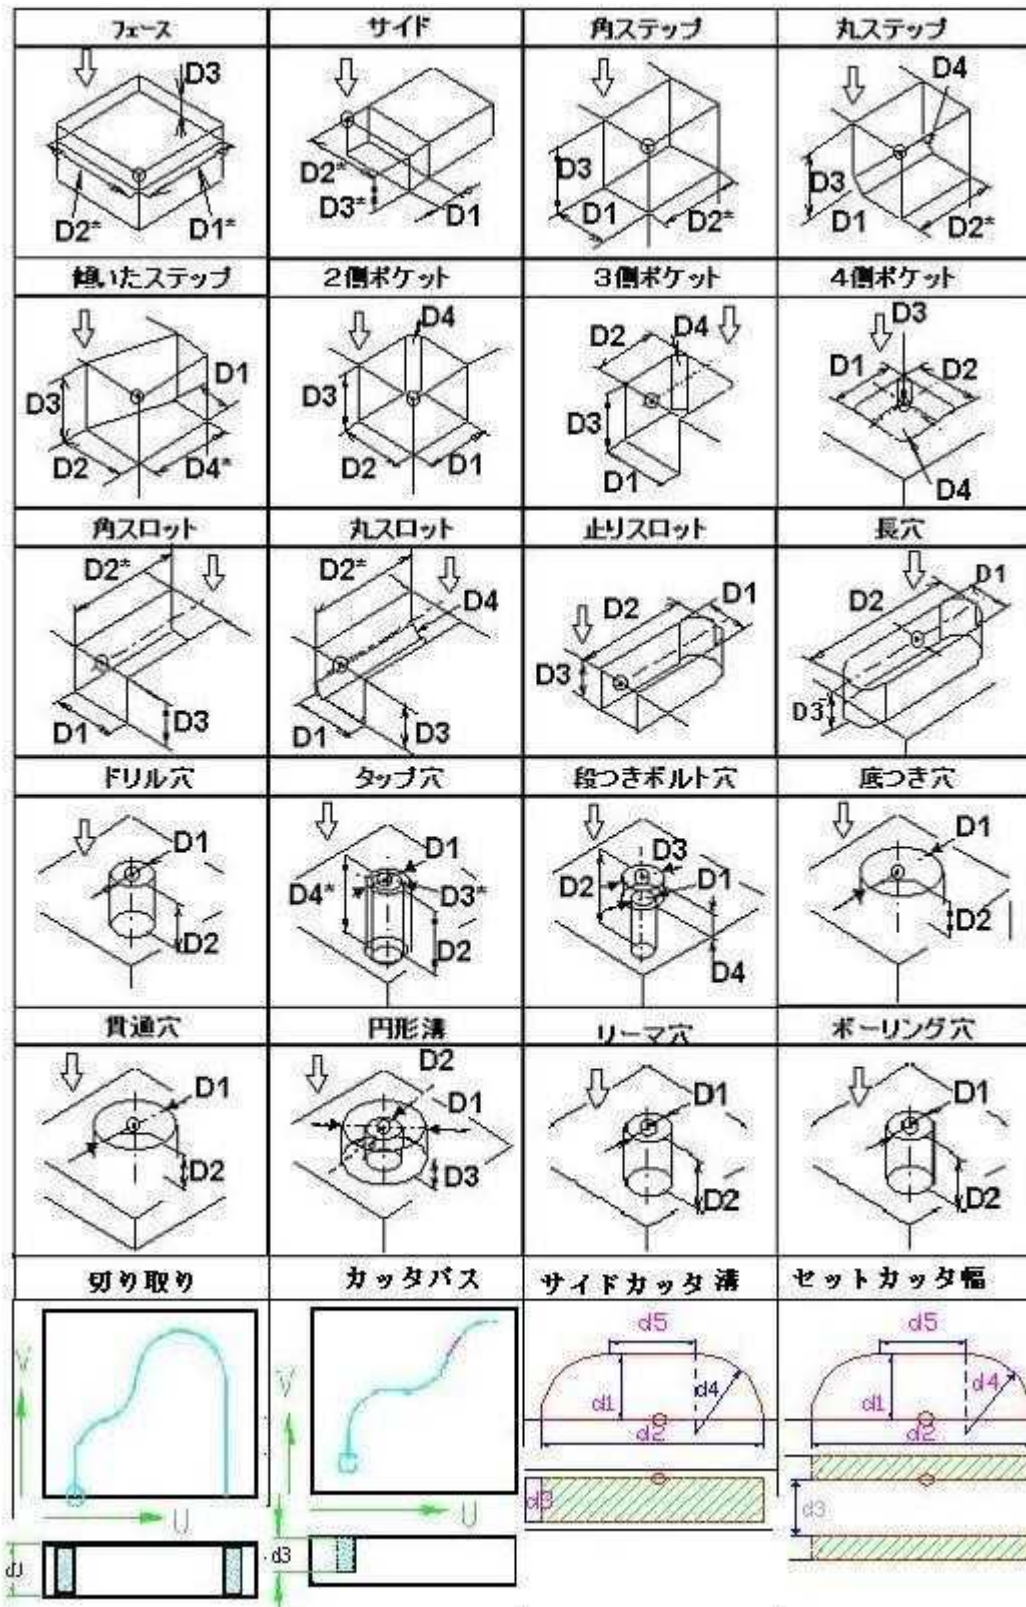 フェース サイド 角ステップ 丸ステップ
D3
D2*
D1*
D2*
D3*
D1
D3
D1
D2*
D4
D3
D1
D2*
傾いたステップ 2側ポケット 3側ポケット 4側ポケット
D3
D1
D2
D4*
D4
D3
D2
D1
D2
D4
D3
D1
D3
D1
D2
D4
角スロット 丸スロット 止りスロット 長穴
D2*
D1
D3
D2*
D4
D1
D3
D2
D1
D3
D1
D2
D3
ドリル穴 タップ穴 段つきボルト穴 底つき穴
D1
D2
D1
D4*
D3*
D2
D3
D2
D1
D4
D1
D2
貫通穴 円形溝 リーマ穴 ボーリング穴
D1
D2
D2
D1
D3
D1
D2
D1
D2
切り取り カッタパス サイドカッタ溝 セットカッタ幅
V
U
V
U
d3
d5
d4
d1
d2
d3
d5
d4
d1
d2
d3